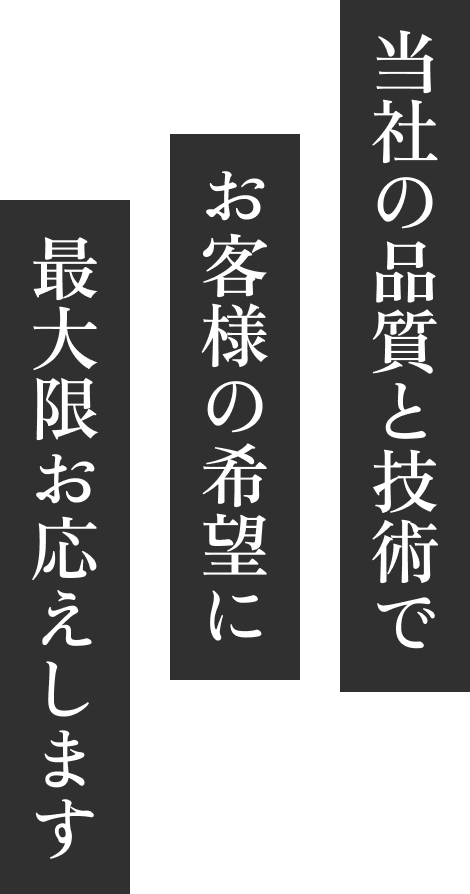 当社の品質と技術で
お客様の希望に
最大限お応えします